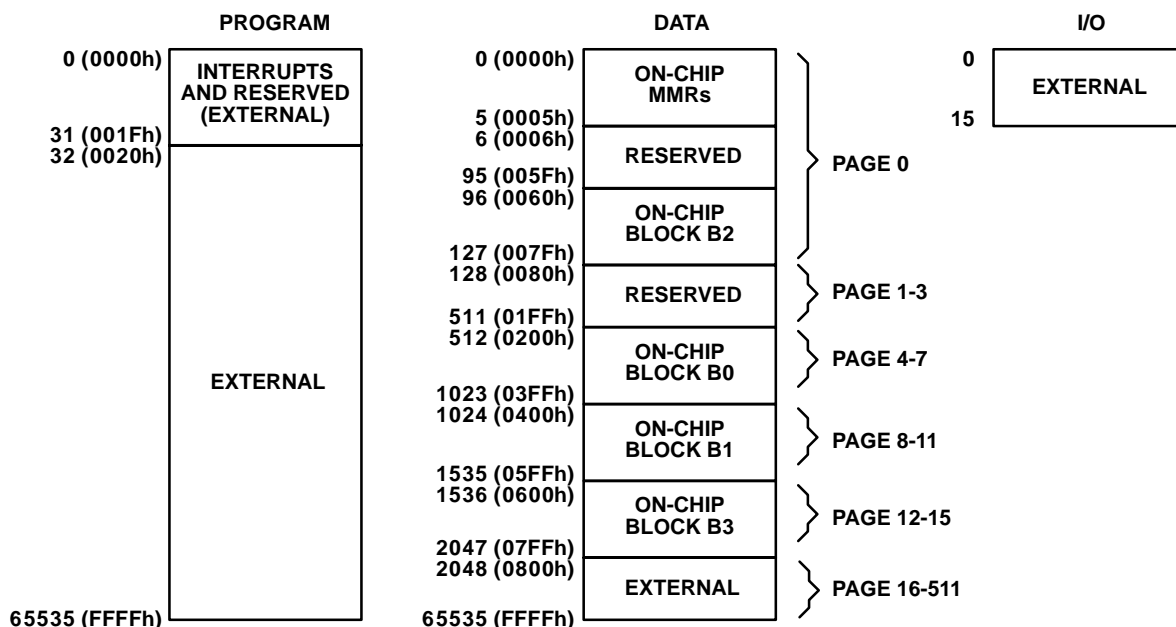 PROGRAM
0 (0000h)
INTERRUPTS
AND RESERVED
(EXTERNAL)
31 (001Fh)
32 (0020h)
EXTERNAL
65535 (FFFFh)
DATA
0 (0000h)
ON-CHIP
MMRs
5 (0005h)
6 (0006h)
RESERVED
95 (005Fh)
96 (0060h)
ON-CHIP
BLOCK B2
127 (007Fh)
PAGE 0
128 (0080h)
RESERVED
511 (01FFh)
PAGE 1-3
512 (0200h)
ON-CHIP
BLOCK B0
1023 (03FFh)
PAGE 4-7
1024 (0400h)
ON-CHIP
BLOCK B1
1535 (05FFh)
PAGE 8-11
1536 (0600h)
ON-CHIP
BLOCK B3
2047 (07FFh)
PAGE 12-15
2048 (0800h)
EXTERNAL
65535 (FFFFh)
PAGE 16-511
I/O
0
EXTERNAL
15